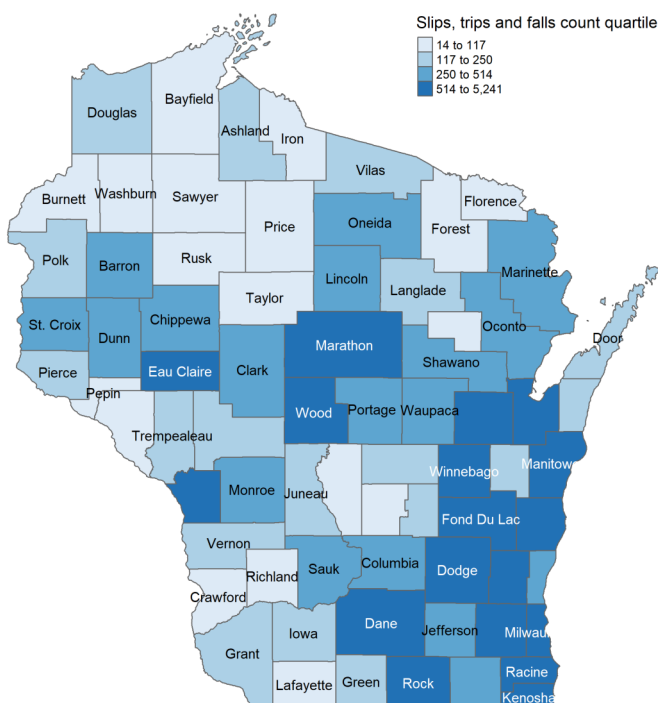 Slips, trips and falls count quartile
14 to 117
117 to 250
250 to 514
514 to 5,241
Bayfield
Douglas
Ashland
Iron
Vilas
Burnett
Washburn
Sawyer
Florence
Price
Oneida
Forest
Polk
Barron
Rusk
Marinette
Lincoln
Langlade
Taylor
Chippewa
St. Croix
Dunn
Oconto
Door
Marathon
Shawano
Pierce
Eau Claire
Clark
Pepin
Wood
Portage
Waupaca
Trempealeau
Winnebago
Manitow
Monroe
Juneau
Fond Du Lac
Vernon
Sauk
Columbia
Dodge
Richland
Crawford
Dane
Jefferson
Milwau
Iowa
Grant
Racine
Lafayette
Green
Rock
Kenosha